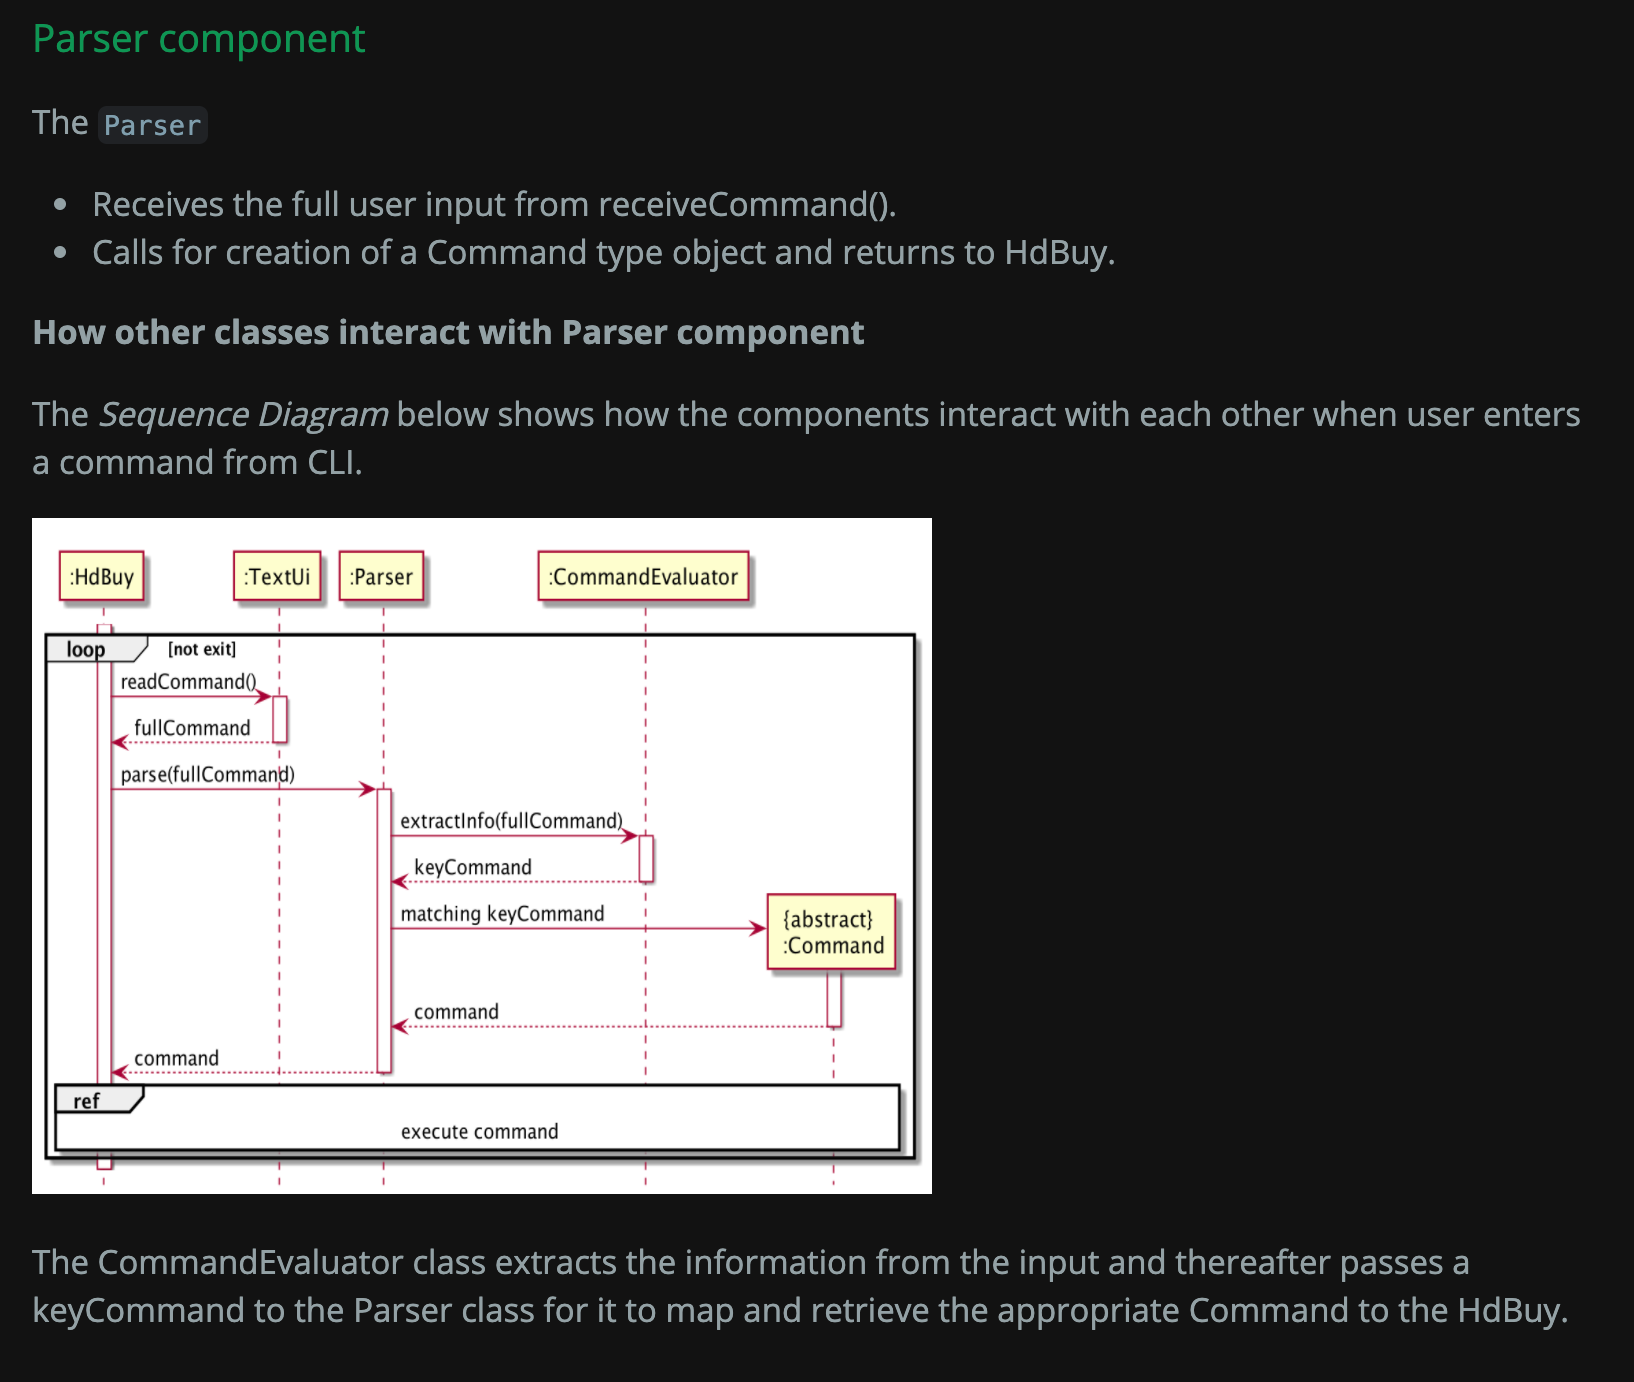 Parser component
The Parser
Receives the full user input from receiveCommand().
Calls for creation of a Command type object and returns to HdBuy.
How other classes interact with Parser component
The Sequence Diagram below shows how the components interact with each other when user enters
a command from CLI.
:HdBuy
:TextUi
:Parser
:CommandEvaluator
loop
[not exit]
readCommand()
fullCommand
parse(fullCommand)
extractInfo(fullCommand)
keyCommand
matching keyCommand
{abstract}
:Command
command
command
ref
execute command
The CommandEvaluator class extracts the information from the input and thereafter passes a
keyCommand to the Parser class for it to map and retrieve the appropriate Command to the HdBuy.